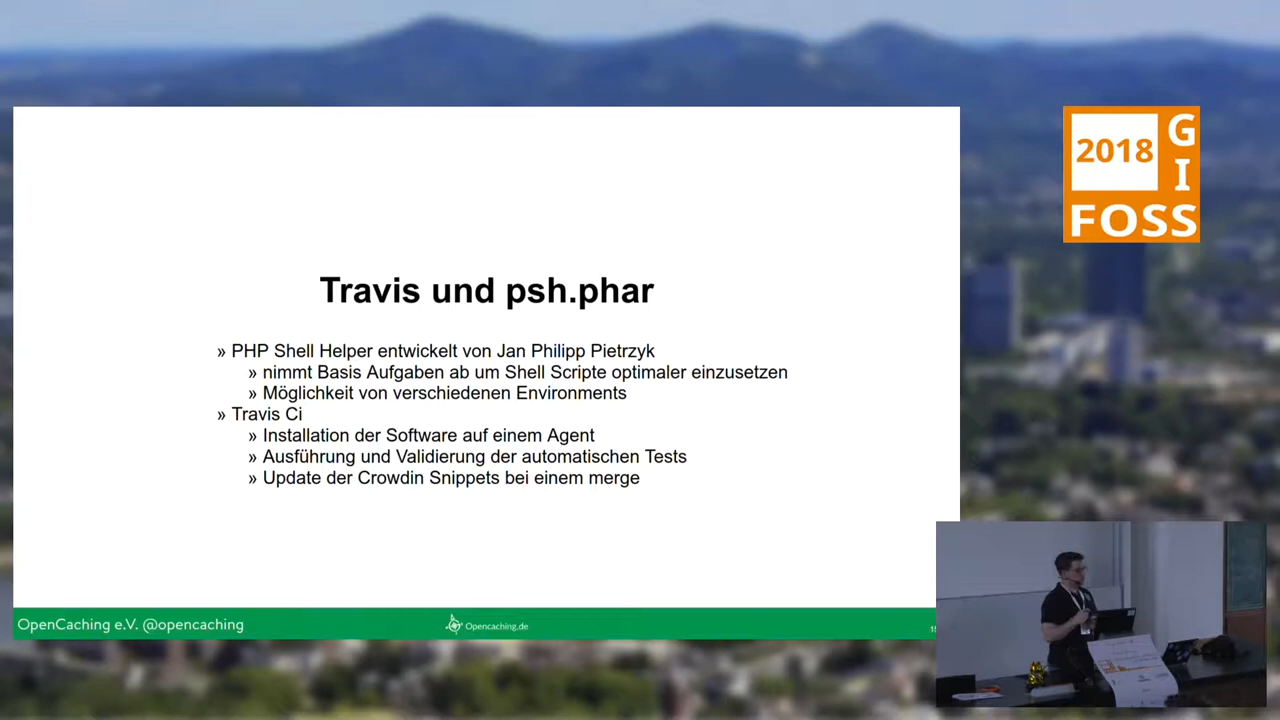 2018
G
I
FOSS
Travis und psh.phar
» PHP Shell Helper entwickelt von Jan Philipp Pietrzyk
» nimmt Basis Aufgaben ab um Shell Scripte optimaler einzusetzen
» Möglichkeit von verschiedenen Environments
» Travis Ci
» Installation der Software auf einem Agent
» Ausführung und Validierung der automatischen Tests
» Update der Crowdin Snippets bei einem merge
OpenCaching e.V. @opencaching
Opencaching.de